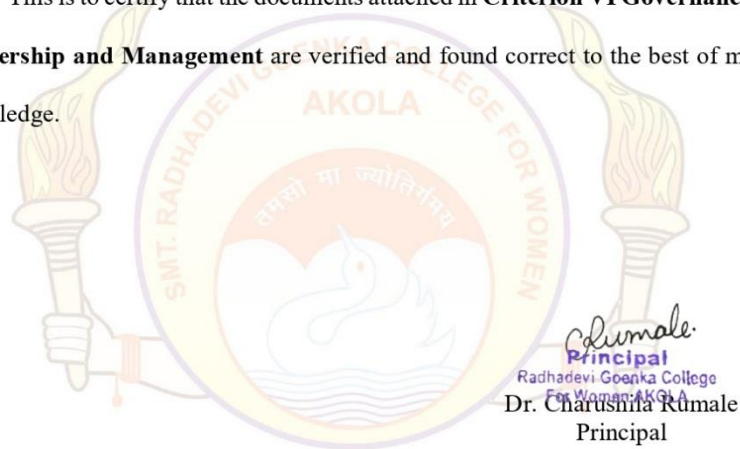 This is to certify that the documents attached in Criterion VI Governance
ership and Management are verified and found correct to the best of m
ledge.
SMT. RADHADEVI GOENKA COLLEGE FOR WOMEN
AKOLA
तमसो मा ज्योतिर्गमय
Rumale.
Principal
Radhadevi Goenka College
For Women AKOLA
Dr. Charushila Rumale
Principal